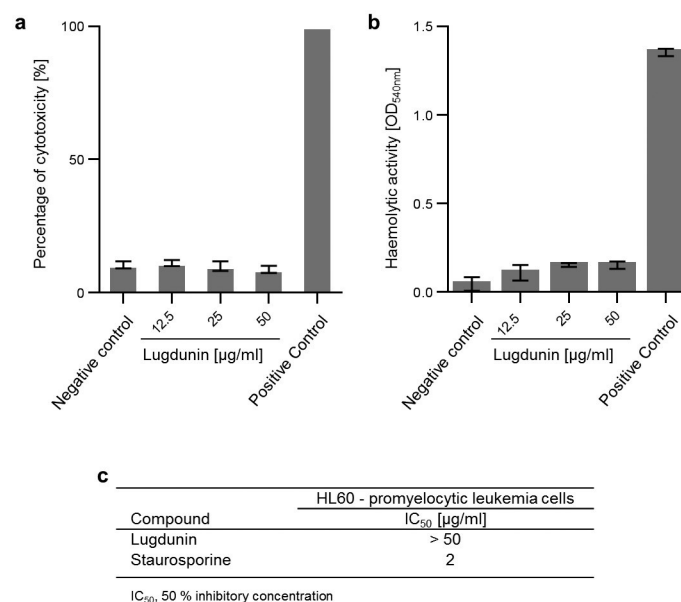 a
100
50
0
Percentage of cytotoxicity [%]
Negative control
12.5
25
50
Lugdunin [µg/ml]
Positive Control
b
1.5
1.0
0.5
0.0
Haemolytic activity [OD540nm]
Negative control
12.5
25
50
Lugdunin [µg/ml]
Positive Control
c
HL60 - promyelocytic leukemia cells
Compound IC50 [µg/ml]
Lugdunin > 50
Staurosporine 2
IC50, 50 % inhibitory concentration